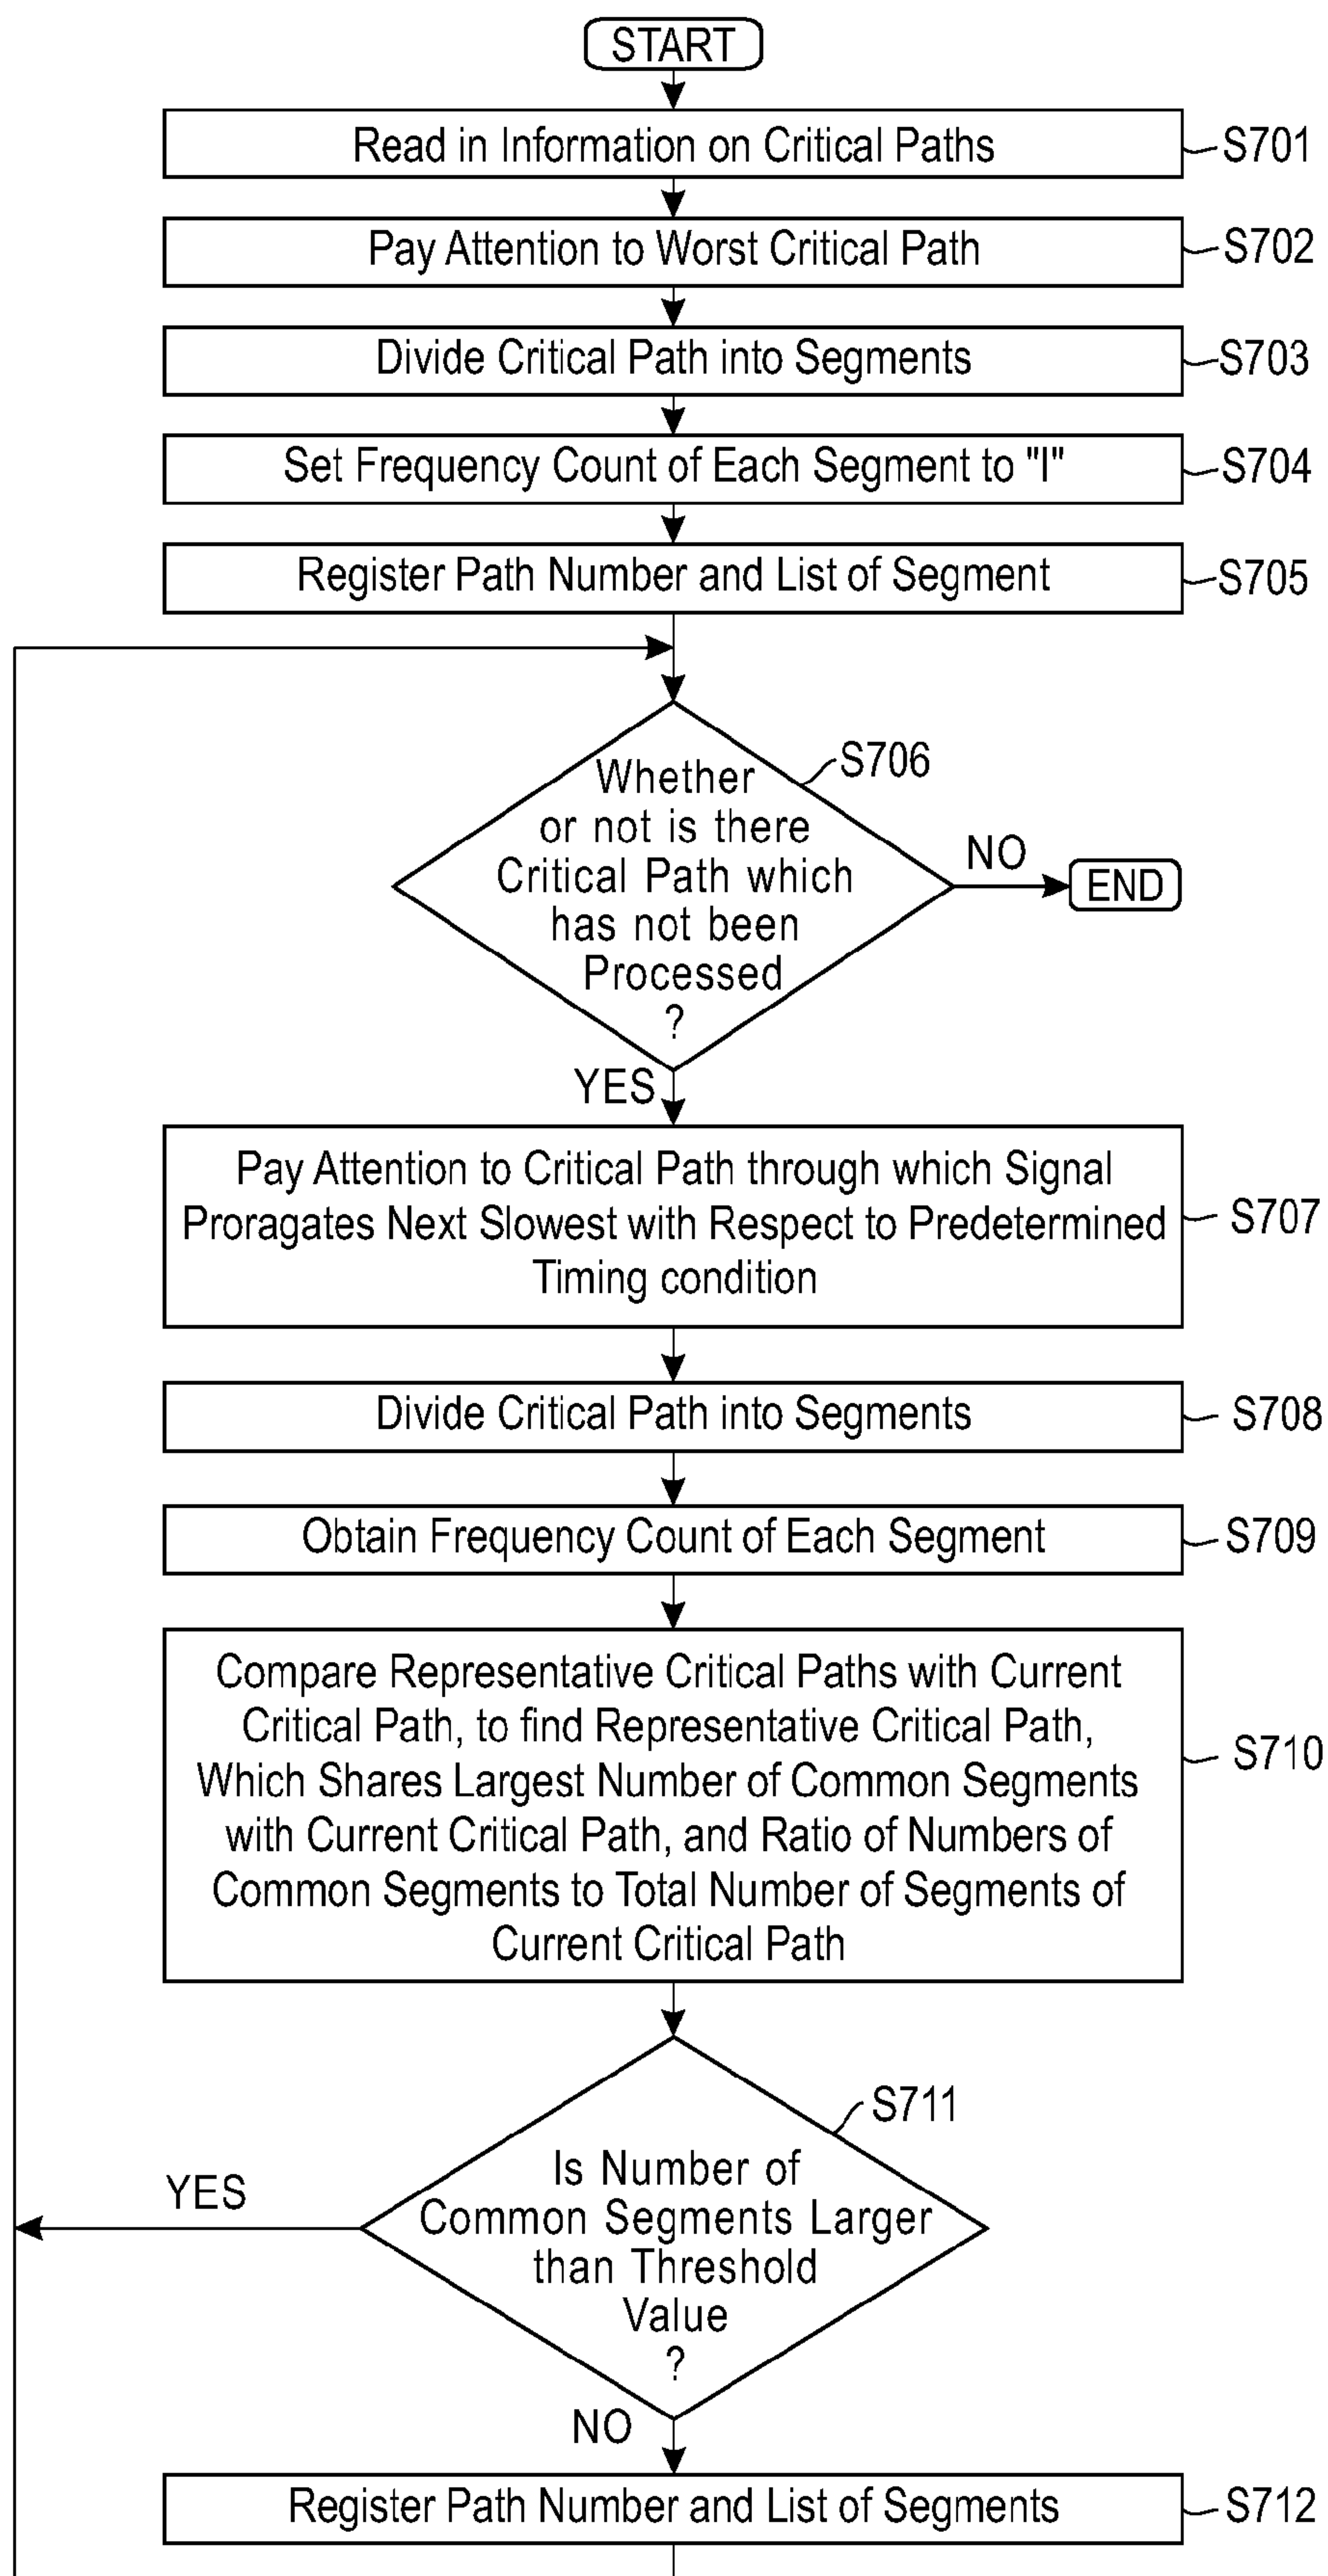 START
Read in Information on Critical Paths
S701
Pay Attention to Worst Critical Path
S702
Divide Critical Path into Segments
S703
Set Frequency Count of Each Segment to "I"
S704
Register Path Number and List of Segment
S705
S706
Whether
or not is there
Critical Path which
has not been
Processed
?
NO
END
YES
Pay Attention to Critical Path through which Signal
Proragates Next Slowest with Respect to Predetermined
Timing condition
S707
Divide Critical Path into Segments
S708
Obtain Frequency Count of Each Segment
S709
Compare Representative Critical Paths with Current
Critical Path, to find Representative Critical Path,
Which Shares Largest Number of Common Segments
with Current Critical Path, and Ratio of Numbers of
Common Segments to Total Number of Segments of
Current Critical Path
S710
S711
Is Number of
Common Segments Larger
than Threshold
Value
?
YES
NO
Register Path Number and List of Segments
S712